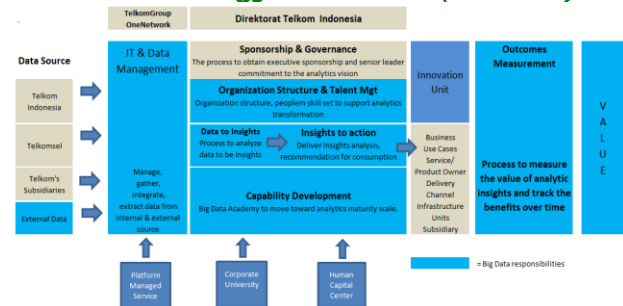 TelkomGroup
OneNetwork
Direktorat Telkom Indonesia
Data Source
IT & Data
Management
Sponsorship & Governance
The process to obtain executive sponsorship and senior leader
commitment to the analytics vision
Organization Structure & Talent Mgt
Organization structure, peoplem skill set to support analytics
transformation
Innovation
Unit
Outcomes
Measurement
Telkom
Indonesia
Telkomsel
Telkom's
Subsidiaries
External Data
Data to Insights
Process to analyze
data to be insights
Insights to action
Deliver insights analysis,
recommendation for consumption
Manage,
gather,
integrate,
extract data from
internal & external
source
Capability Development
Big Data Academy to move toward analytics maturity scale.
Business
Use Cases
Service/
Product Owner
Delivery
Channel
Infrastructure
Units
Subsidiary
Process to measure
the value of analytic
insights and track the
benefits over time
V
A
L
U
E
Platform
Managed
Service
Corporate
University
Human
Capital
Center
= Big Data responsibilities